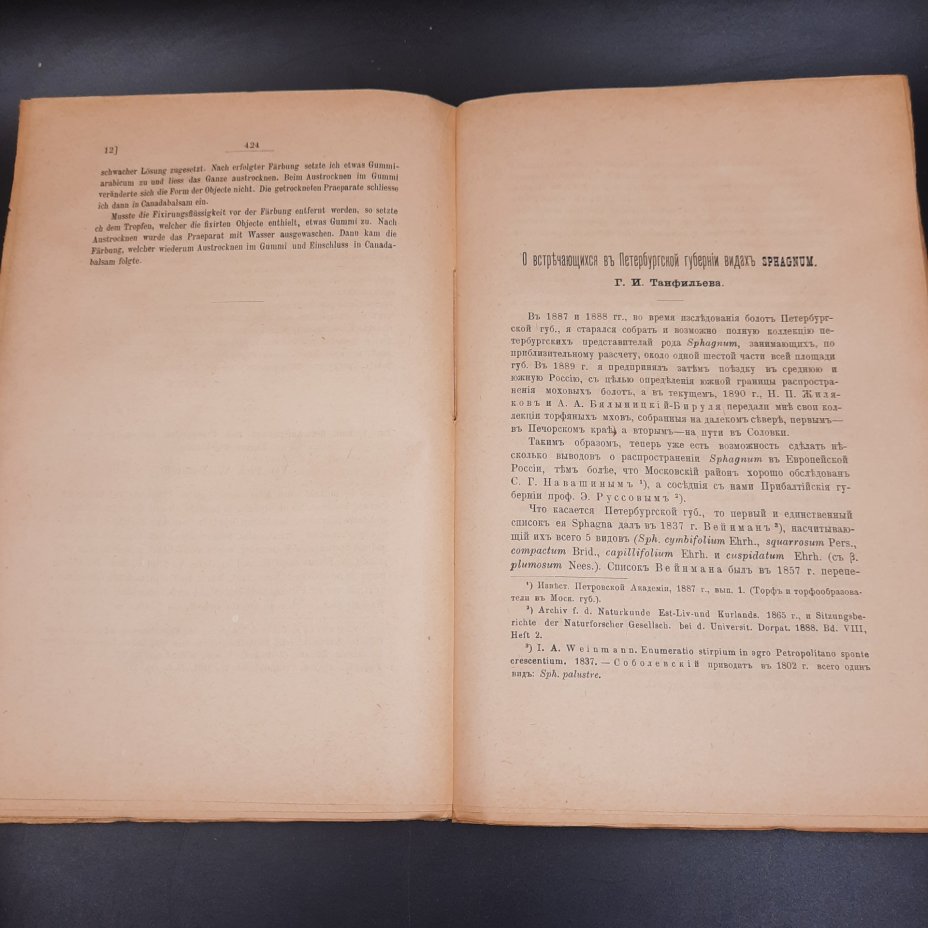 12]
424
schwacher Lösung zugesetzt. Nach erfolgter Färbung setzte ich etwas Gummi-
arabicum zu und liess das Ganze austrocknen. Beim Austrocknen im Gummi
veränderte sich die Form der Objecte nicht. Die getrockneten Praeparate schliesse
ich dann in Canadabalsam ein.
Musste die Fixirungsflüssigkeit vor der Färbung entfernt werden, so setzte
ch dem Tropfen, welcher die fixirten Objecte enthielt, etwas Gummi zu. Nach
Austrocknen wurde das Praeparat mit Wasser ausgewaschen. Dann kam die
Färbung, welcher wiederum Austrocknen im Gummi und Einschluss in Canada-
balsam folgte.
О встрѣчающихся въ Петербургской губерніи видахъ SPHAGNUM.
Г. И. Танфильева.
Въ 1887 и 1888 гг., во время изслѣдованія болотъ Петербург-
ской губ., я старался собрать и возможно полную коллекцію пе-
тербургскихъ представителай рода Sphagnum, занимающихъ, по
приблизительному разсчету, около одной шестой части всей площади
губ. Въ 1889 г. я предпринялъ затѣмъ поѣздку въ среднюю и
южную Россію, съ цѣлью опредѣленія южной границы распростра-
ненія моховыхъ болотъ, а въ текущемъ, 1890 г., Н. П. Жиля-
ковъ и А. А. Бялыницкій-Бируля передали мнѣ свои кол-
лекціи торфяныхъ мховъ, собранныя на далекомъ сѣверѣ, первымъ—
въ Печорскомъ краѣ, а вторымъ—на пути въ Соловки.
Такимъ образомъ, теперь уже есть возможность сдѣлать нѣ-
сколько выводовъ о распространеніи Sphagnum въ Европейской
Россіи, тѣмъ болѣе, что Московскій районъ хорошо обслѣдованъ
С. Г. Навашинымъ ¹), а сосѣднія съ нами Прибалтійскія гу-
берніи проф. Э. Руссовымъ ²).
Что касается Петербургской губ., то первый и единственный
списокъ ея Sphagna далъ въ 1837 г. Вейнманъ ³), насчитываю-
щій ихъ всего 5 видовъ (Sph. cymbifolium Ehrh., squarrosum Pers.,
compactum Brid., capillifolium Ehrh. и cuspidatum Ehrh. (съ β.
plumosum Nees.). Списокъ Вейнмана былъ въ 1857 г. перепе-
¹) Извѣст. Петровской Академіи, 1887 г., вып. 1. (Торфъ и торфообразова-
тели въ Моск. губ.).
²) Archiv f. d. Naturkunde Est-Liv-und Kurlands. 1865 г., и Sitzungsbe-
richte der Naturforscher Gesellsch. bei d. Universit. Dorpat. 1888. Bd. VIII,
Heft 2.
³) I. A. Weinmann. Enumeratio stirpium in agro Petropolitano sponte
crescentium. 1837. — Соболевскій приводитъ въ 1802 г. всего одинъ
видъ: Sph. palustre.